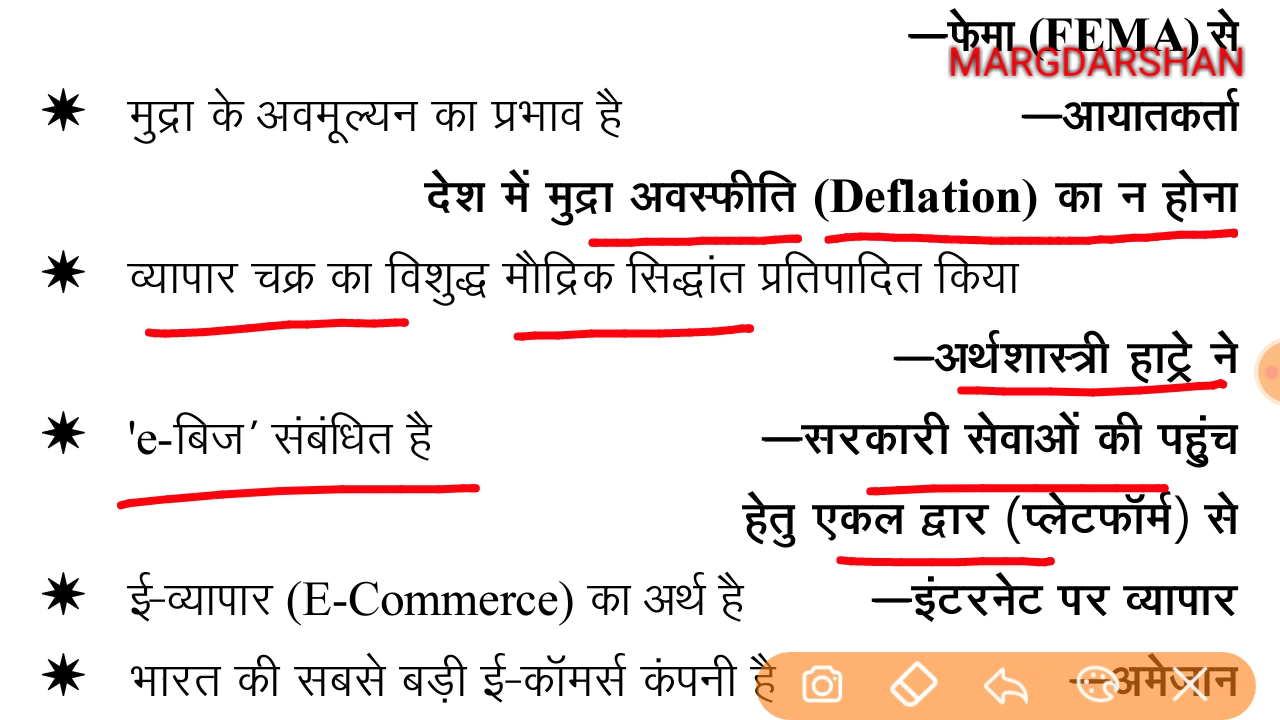 —फेमा (FEMA) से
MARGDARSHAN
✷ मुद्रा के अवमूल्यन का प्रभाव है —आयातकर्ता
देश में मुद्रा अवस्फीति (Deflation) का न होना
✷ व्यापार चक्र का विशुद्ध मौद्रिक सिद्धांत प्रतिपादित किया
—अर्थशास्त्री हाट्रे ने
✷ 'e-बिज′ संबंधित है —सरकारी सेवाओं की पहुंच
हेतु एकल द्वार (प्लेटफॉर्म) से
✷ ई-व्यापार (E-Commerce) का अर्थ है —इंटरनेट पर व्यापार
✷ भारत की सबसे बड़ी ई-कॉमर्स कंपनी है —अमेजान